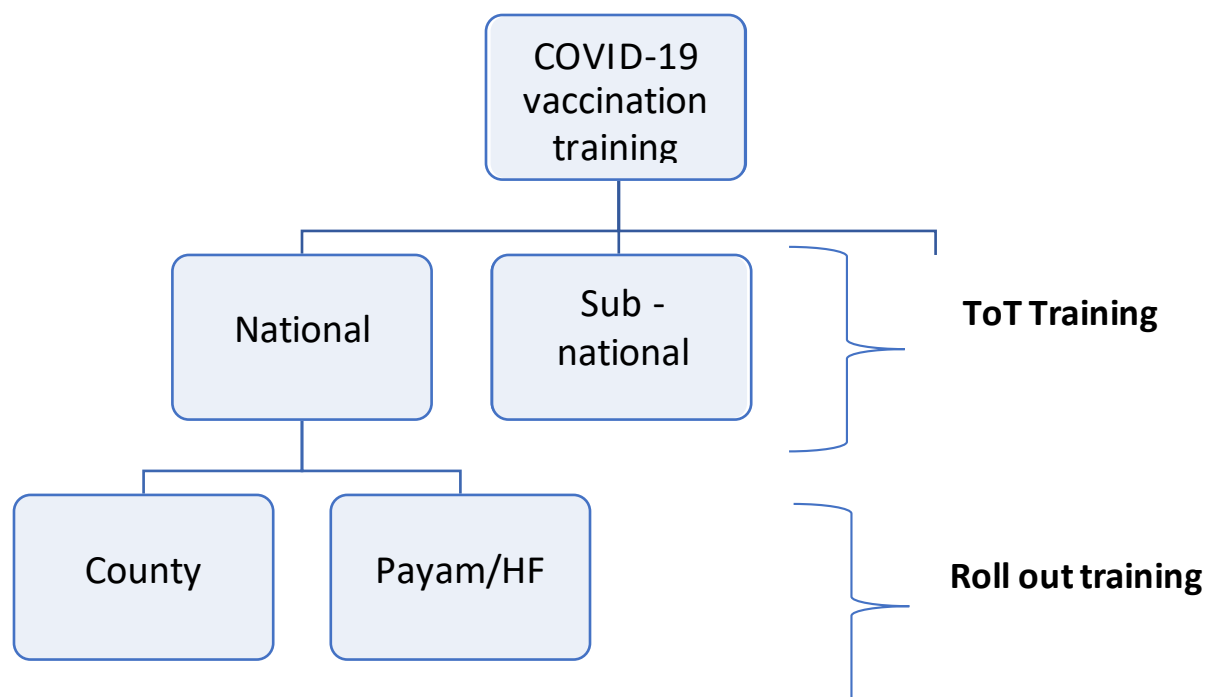 COVID-19
vaccination
training
National
Sub -
national
ToT Training
County
Payam/HF
Roll out training